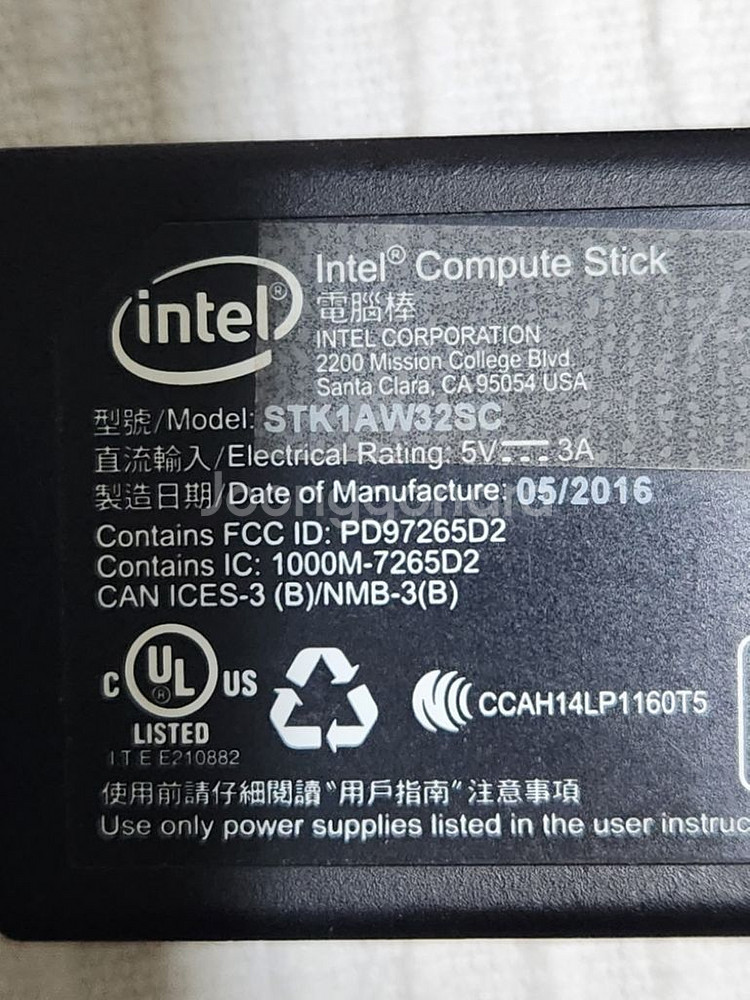 intel®
Intel® Compute Stick
電腦棒
INTEL CORPORATION
2200 Mission College Blvd.
Santa Clara, CA 95054 USA
型號/Model: STK1AW32SC
直流輸入/Electrical Rating: 5V 3A
製造日期/Date of Manufacture: 05/2016
Joonggonara
Contains FCC ID: PD97265D2
Contains IC: 1000M-7265D2
CAN ICES-3 (B)/NMB-3(B)
C UL® US
LISTED
I T E E210882
CCAH14LP1160T5
使用前請仔細閱讀"用戶指南"注意事項
Use only power supplies listed in the user instruc